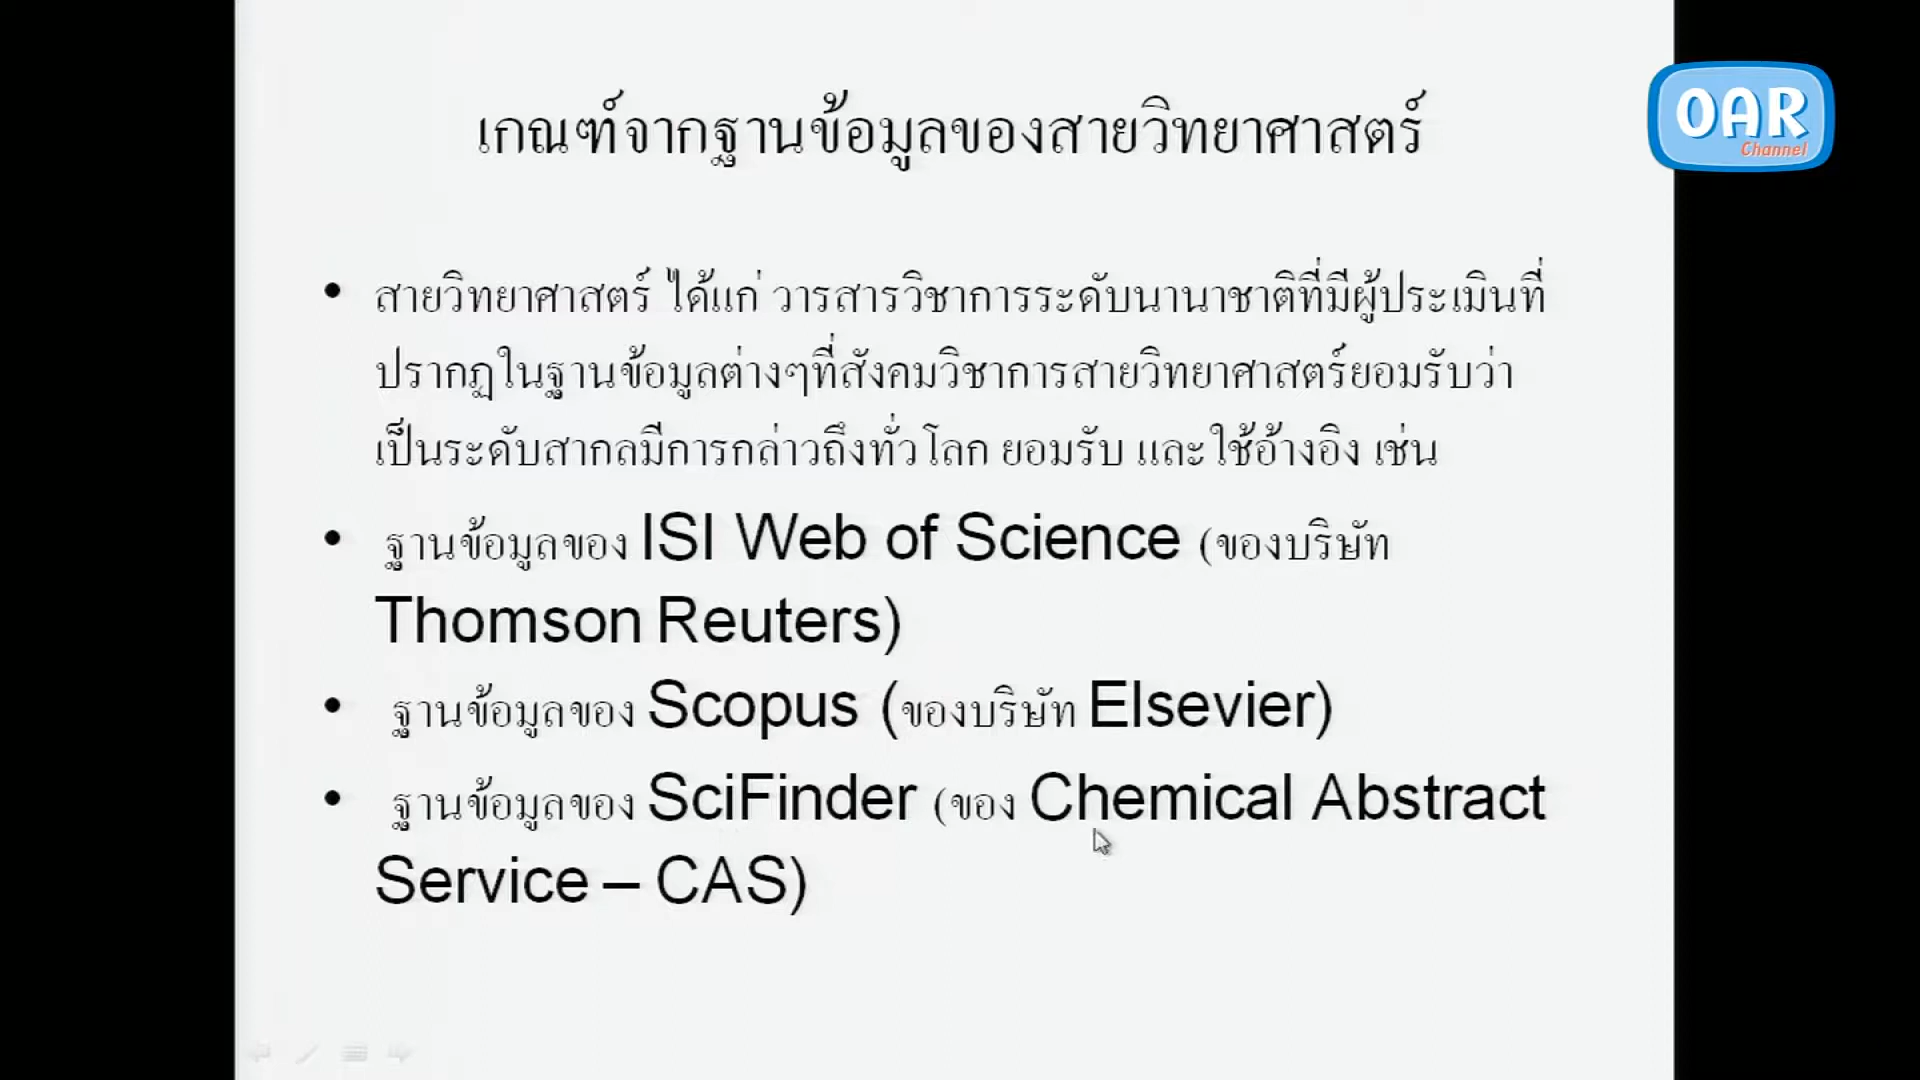 เกณฑ์จากฐานข้อมูลของสายวิทยาศาสตร์
OAR
Channel
• สายวิทยาศาสตร์ ได้แก่ วารสารวิชาการระดับนานาชาติที่มีผู้ประเมินที่
ปรากฏในฐานข้อมูลต่างๆที่สังคมวิชาการสายวิทยาศาสตร์ยอมรับว่า
เป็นระดับสากลมีการกล่าวถึงทั่วโลก ยอมรับ และใช้อ้างอิง เช่น
• ฐานข้อมูลของ ISI Web of Science (ของบริษัท
Thomson Reuters)
• ฐานข้อมูลของ Scopus (ของบริษัท Elsevier)
• ฐานข้อมูลของ SciFinder (ของ Chemical Abstract
Service – CAS)